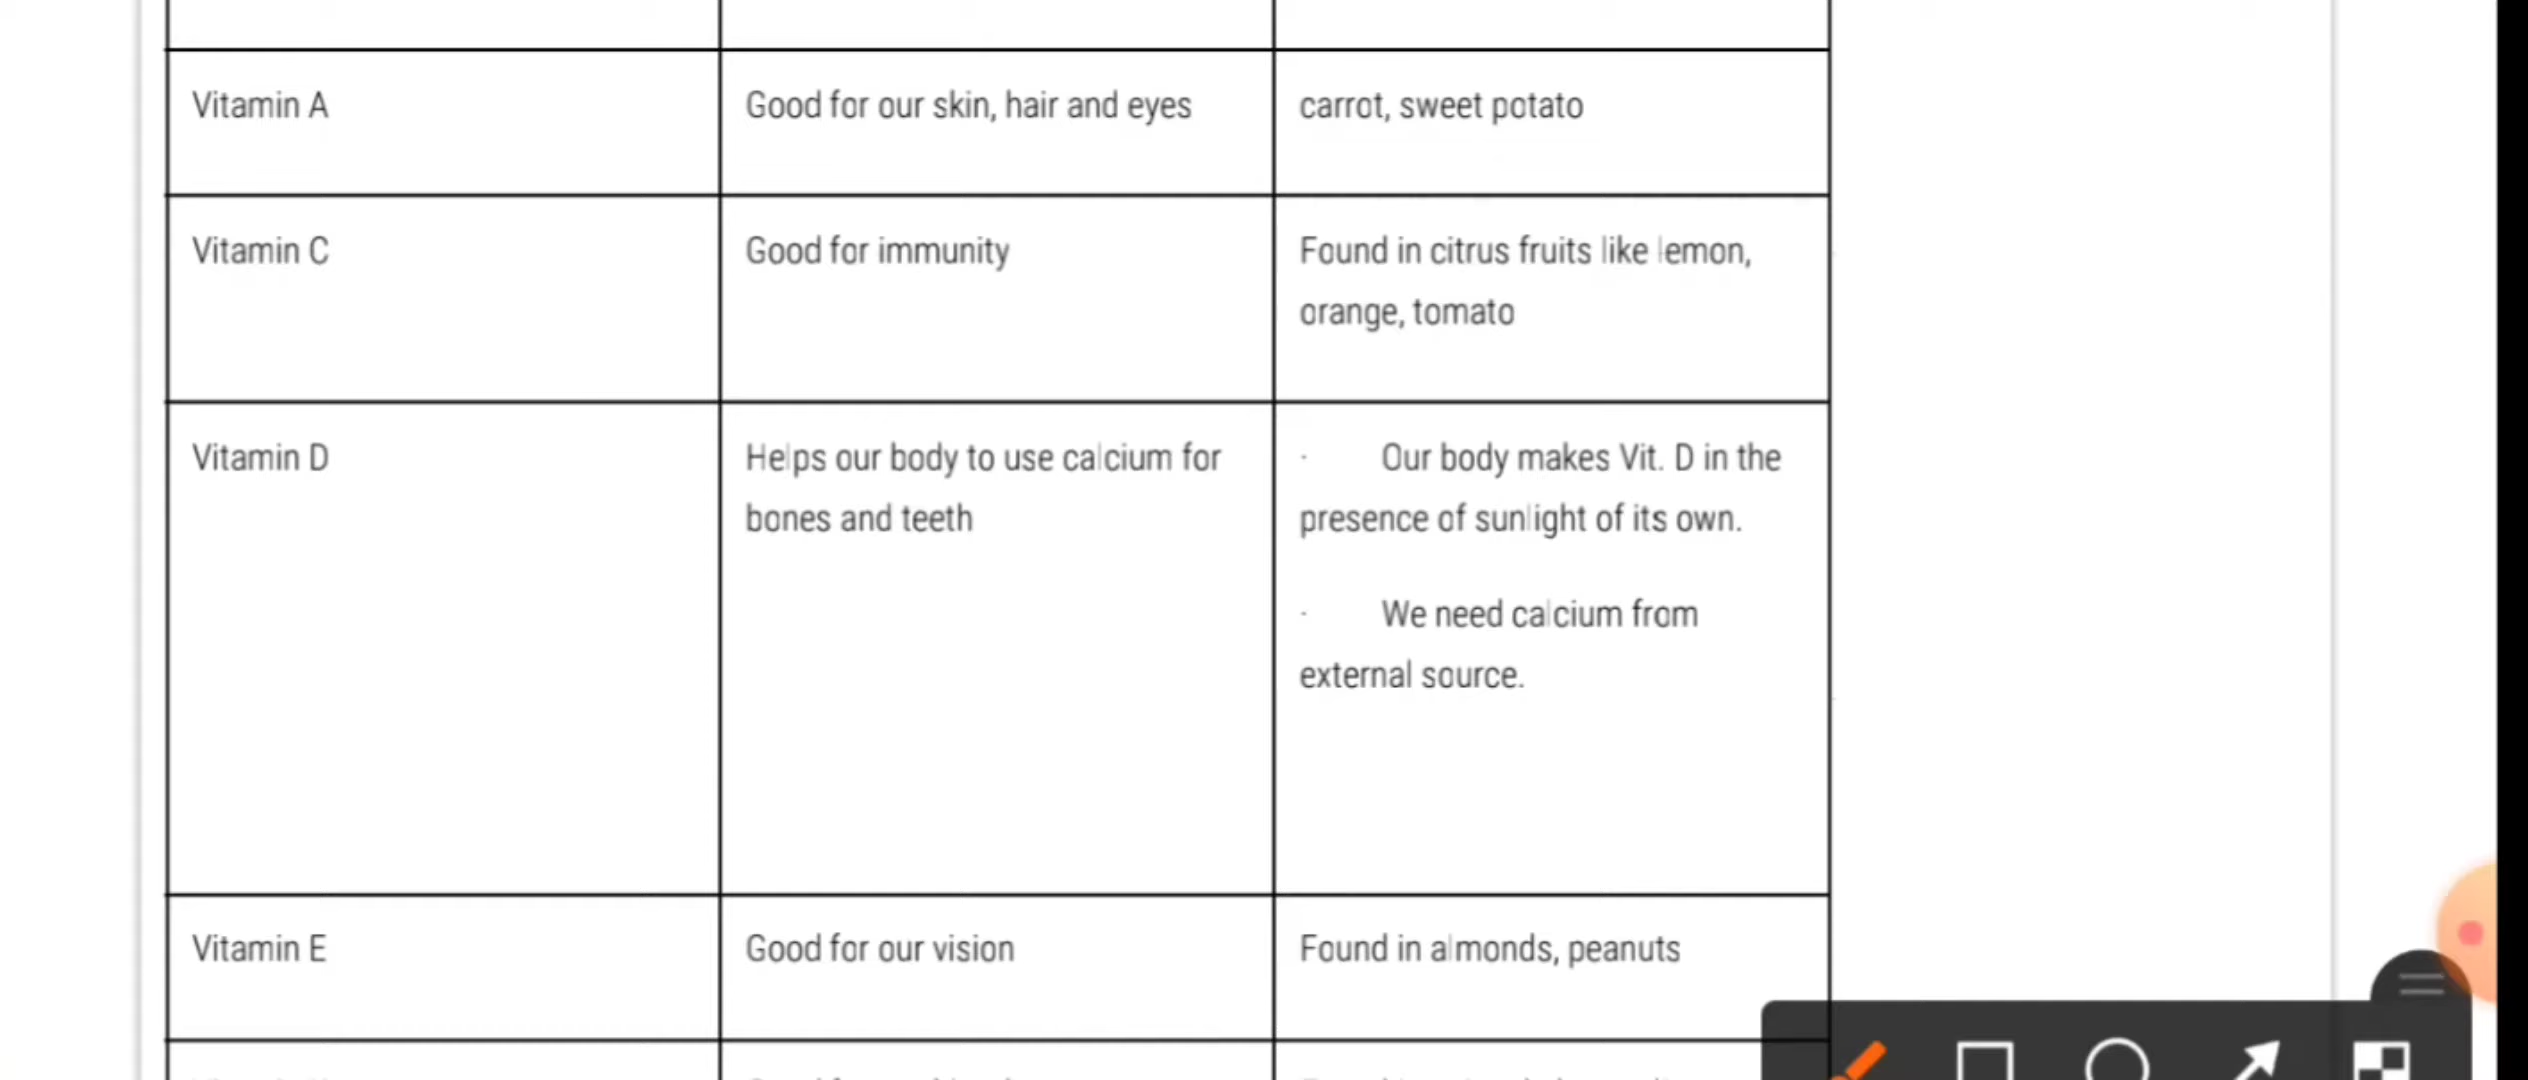 Vitamin A
Good for our skin, hair and eyes
carrot, sweet potato
Vitamin C
Good for immunity
Found in citrus fruits like lemon,
orange, tomato
Vitamin D
Helps our body to use calcium for
bones and teeth
· Our body makes Vit. D in the
presence of sunlight of its own.
· We need calcium from
external source.
Vitamin E
Good for our vision
Found in almonds, peanuts